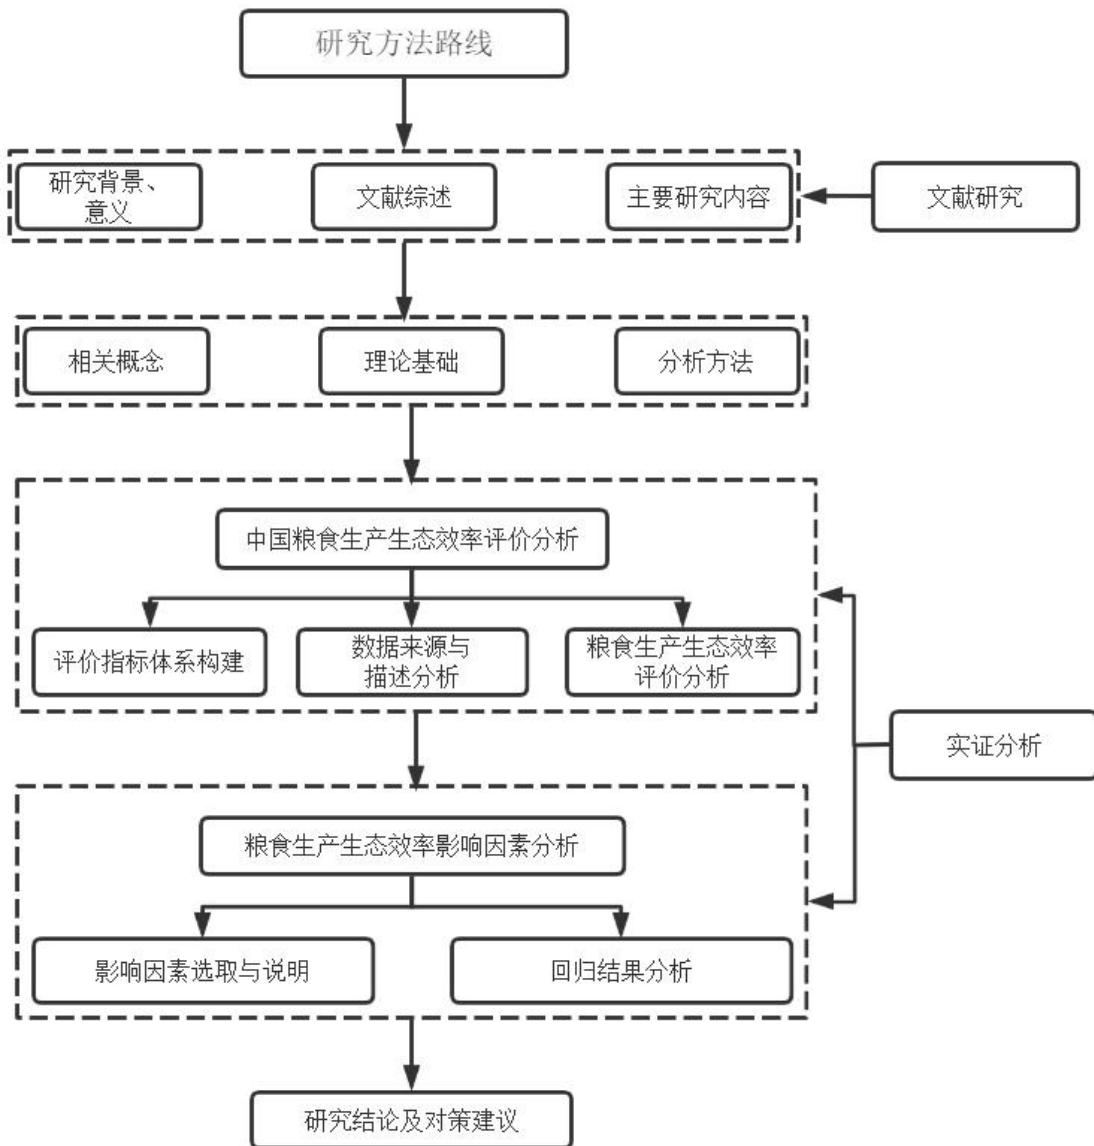 研究方法路线
研究背景、
意义
文献综述
主要研究内容
文献研究
相关概念
理论基础
分析方法
中国粮食生产生态效率评价分析
评价指标体系构建
数据来源与
描述分析
粮食生产生态效率
评价分析
实证分析
粮食生产生态效率影响因素分析
影响因素选取与说明
回归结果分析
研究结论及对策建议